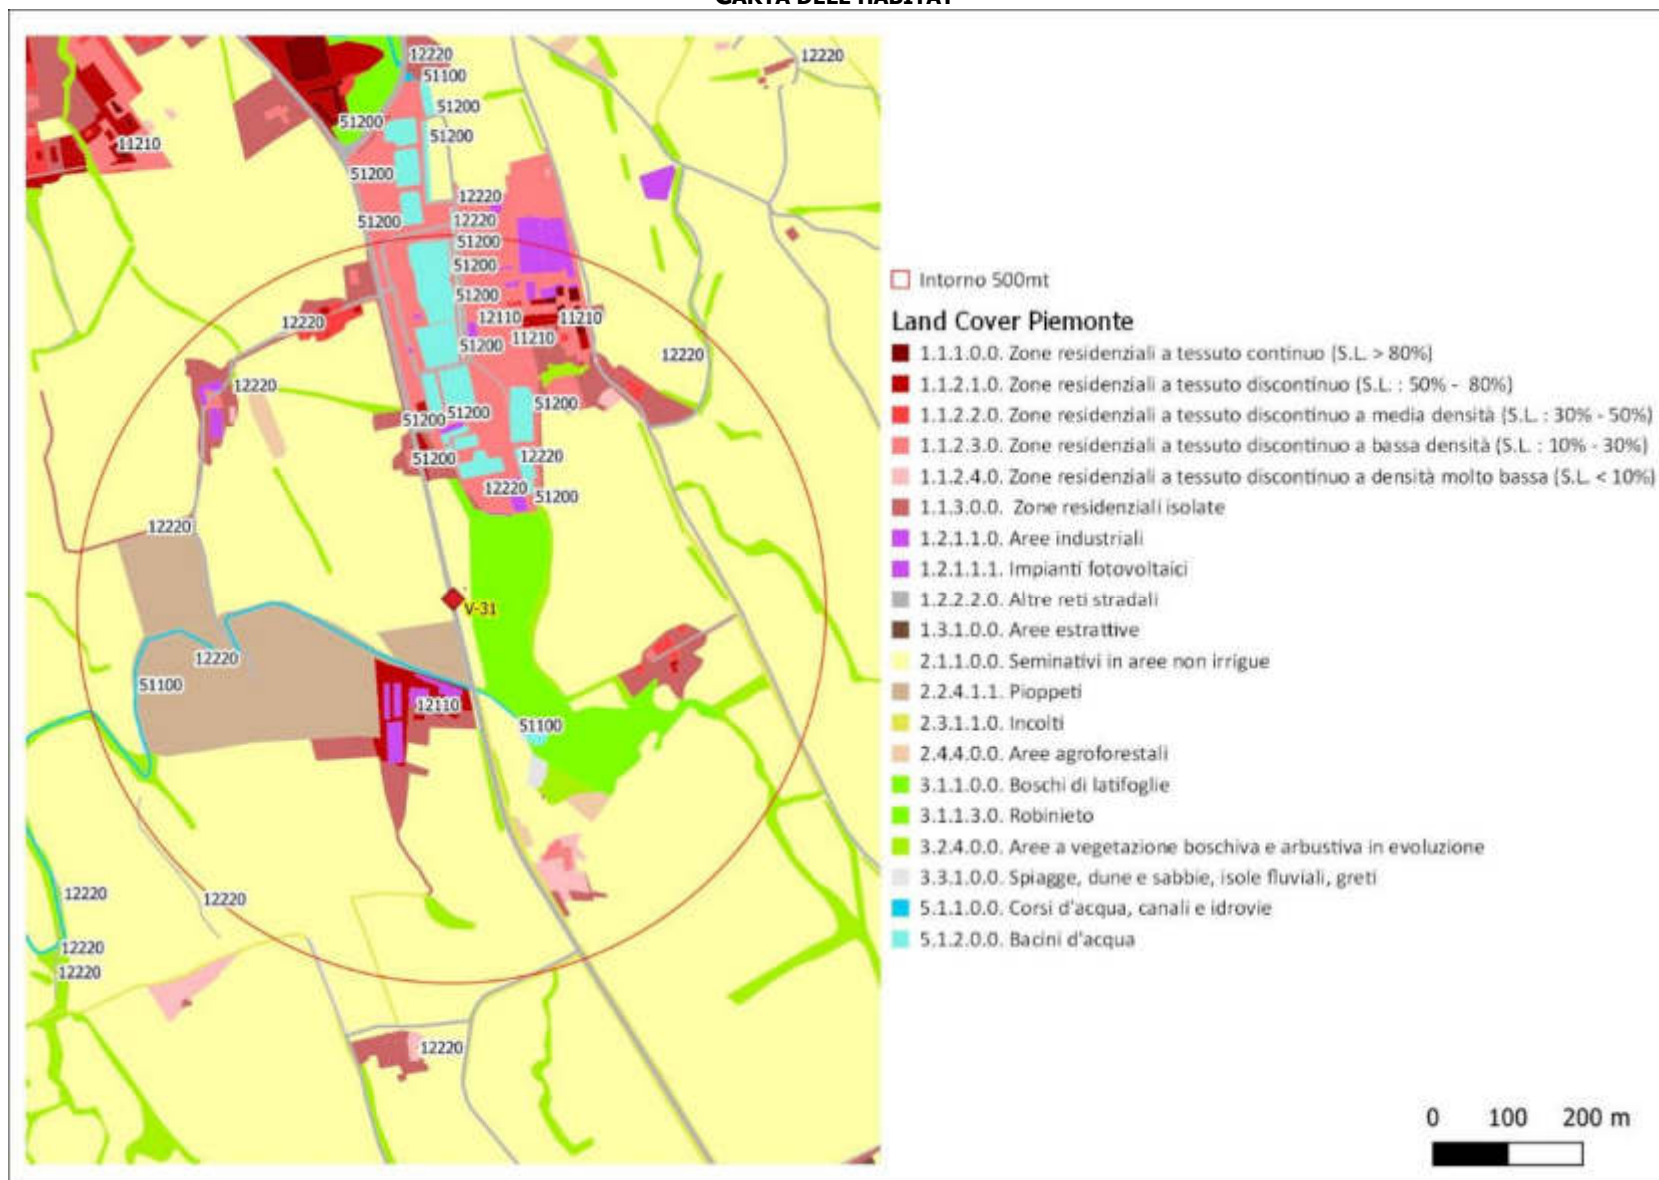 CARTA DELL'HABITAT
12220
51100
12220
51200
51200
51200
11210
51200
12220
51200
12220
51200
51200
51200
12220
12110
11210
11210
51200
12220
12220
51200
51200
51200
51200
12220
12220
51200
12220
V-31
12220
51100
12110
51100
12220
12220
12220
12220
12220
Intorno 500mt
Land Cover Piemonte
1.1.1.0.0. Zone residenziali a tessuto continuo (S.L. > 80%)
1.1.2.1.0. Zone residenziali a tessuto discontinuo (S.L. : 50% - 80%)
1.1.2.2.0. Zone residenziali a tessuto discontinuo a media densità (S.L. : 30% - 50%)
1.1.2.3.0. Zone residenziali a tessuto discontinuo a bassa densità (S.L. : 10% - 30%)
1.1.2.4.0. Zone residenziali a tessuto discontinuo a densità molto bassa (S.L. < 10%)
1.1.3.0.0. Zone residenziali isolate
1.2.1.1.0. Aree industriali
1.2.1.1.1. Impianti fotovoltaici
1.2.2.2.0. Altre reti stradali
1.3.1.0.0. Aree estrattive
2.1.1.0.0. Seminativi in aree non irrigue
2.2.4.1.1. Pioppeti
2.3.1.1.0. Incolti
2.4.4.0.0. Aree agroforestali
3.1.1.0.0. Boschi di latifoglie
3.1.1.3.0. Robinieto
3.2.4.0.0. Aree a vegetazione boschiva e arbustiva in evoluzione
3.3.1.0.0. Spiagge, dune e sabbie, isole fluviali, greti
5.1.1.0.0. Corsi d'acqua, canali e idrovie
5.1.2.0.0. Bacini d'acqua
0 100 200 m